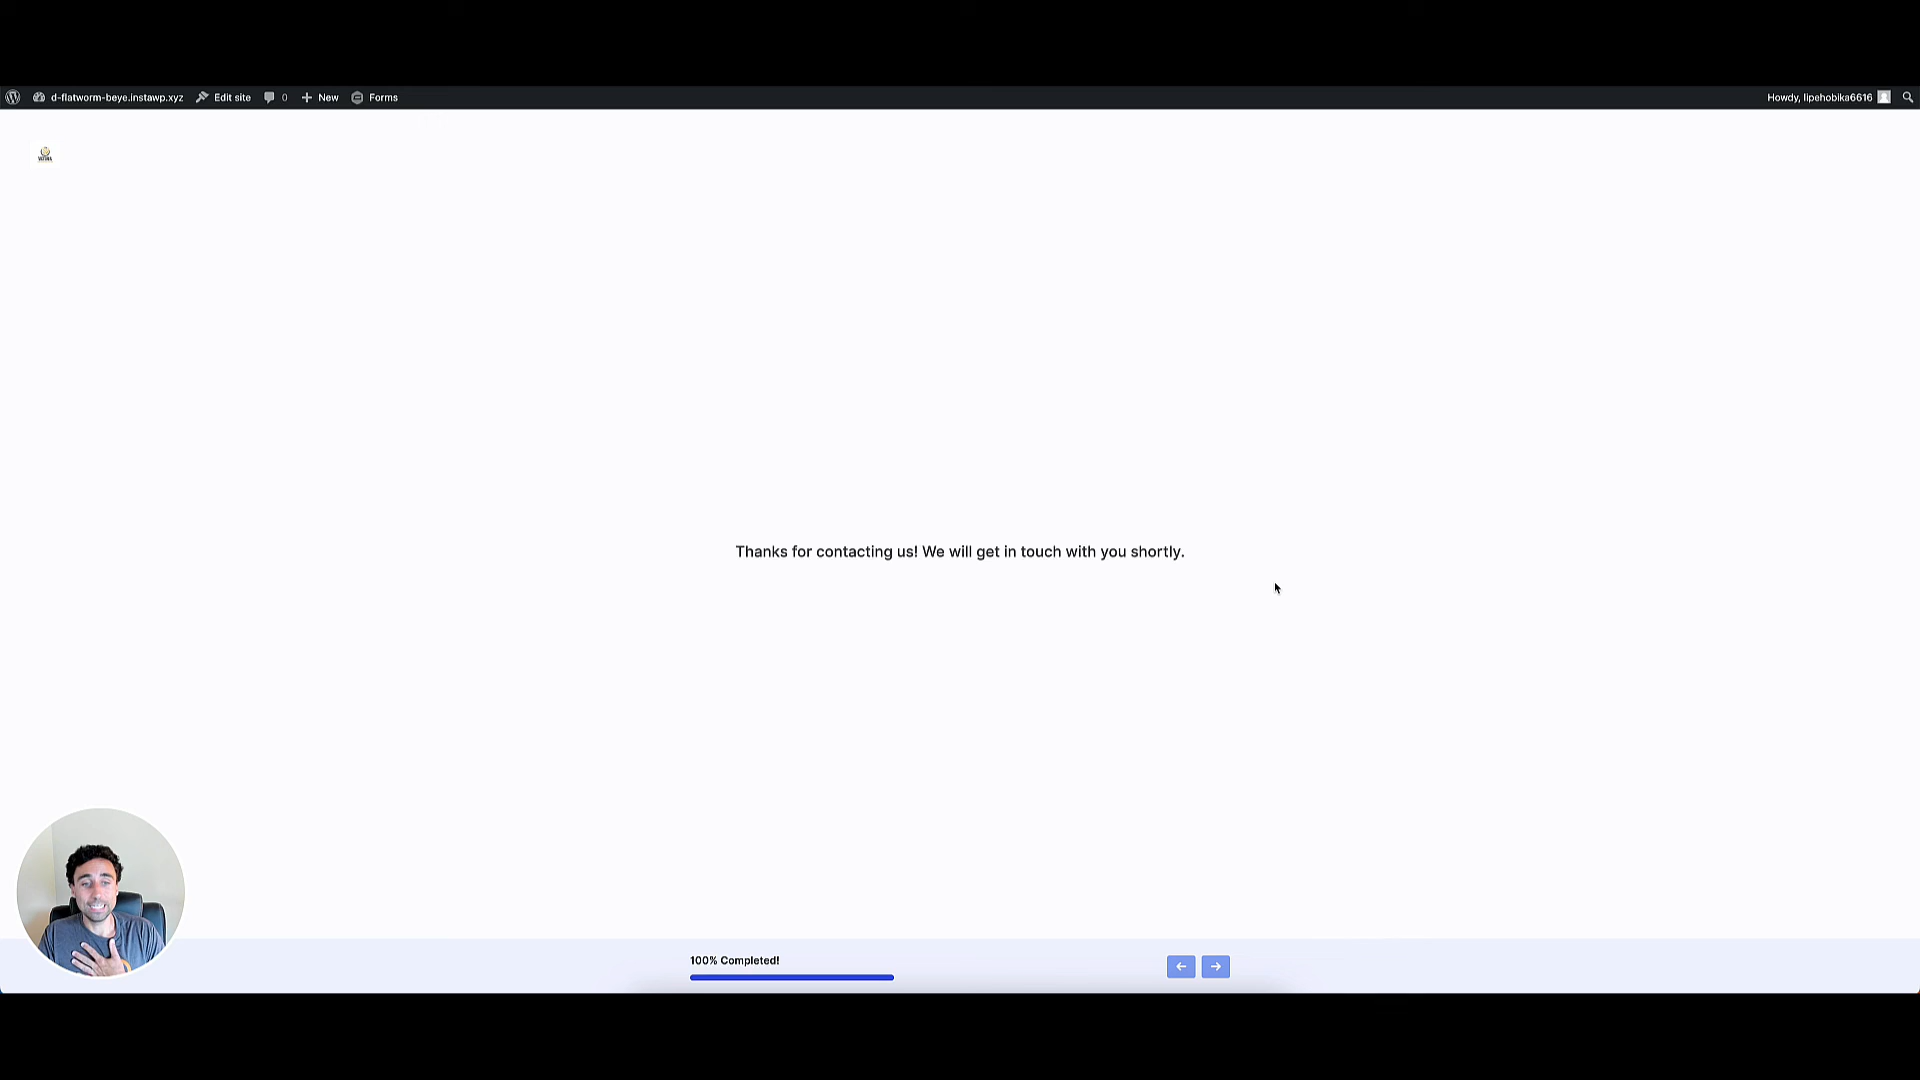 d-flatworm-beye.instawp.xyz Edit site 0 New Forms Howdy, lipehobika6616
Thanks for contacting us! We will get in touch with you shortly.
100% Completed!